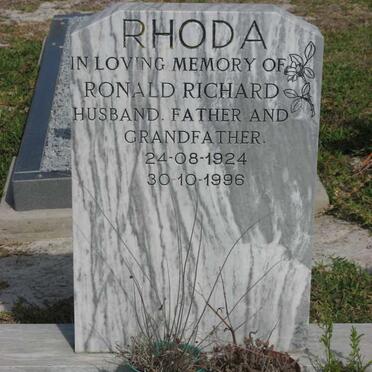 RHODA
IN LOVING MEMORY OF
RONALD RICHARD
HUSBAND. FATHER AND
GRANDFATHER.
24-08-1924
30-10-1996